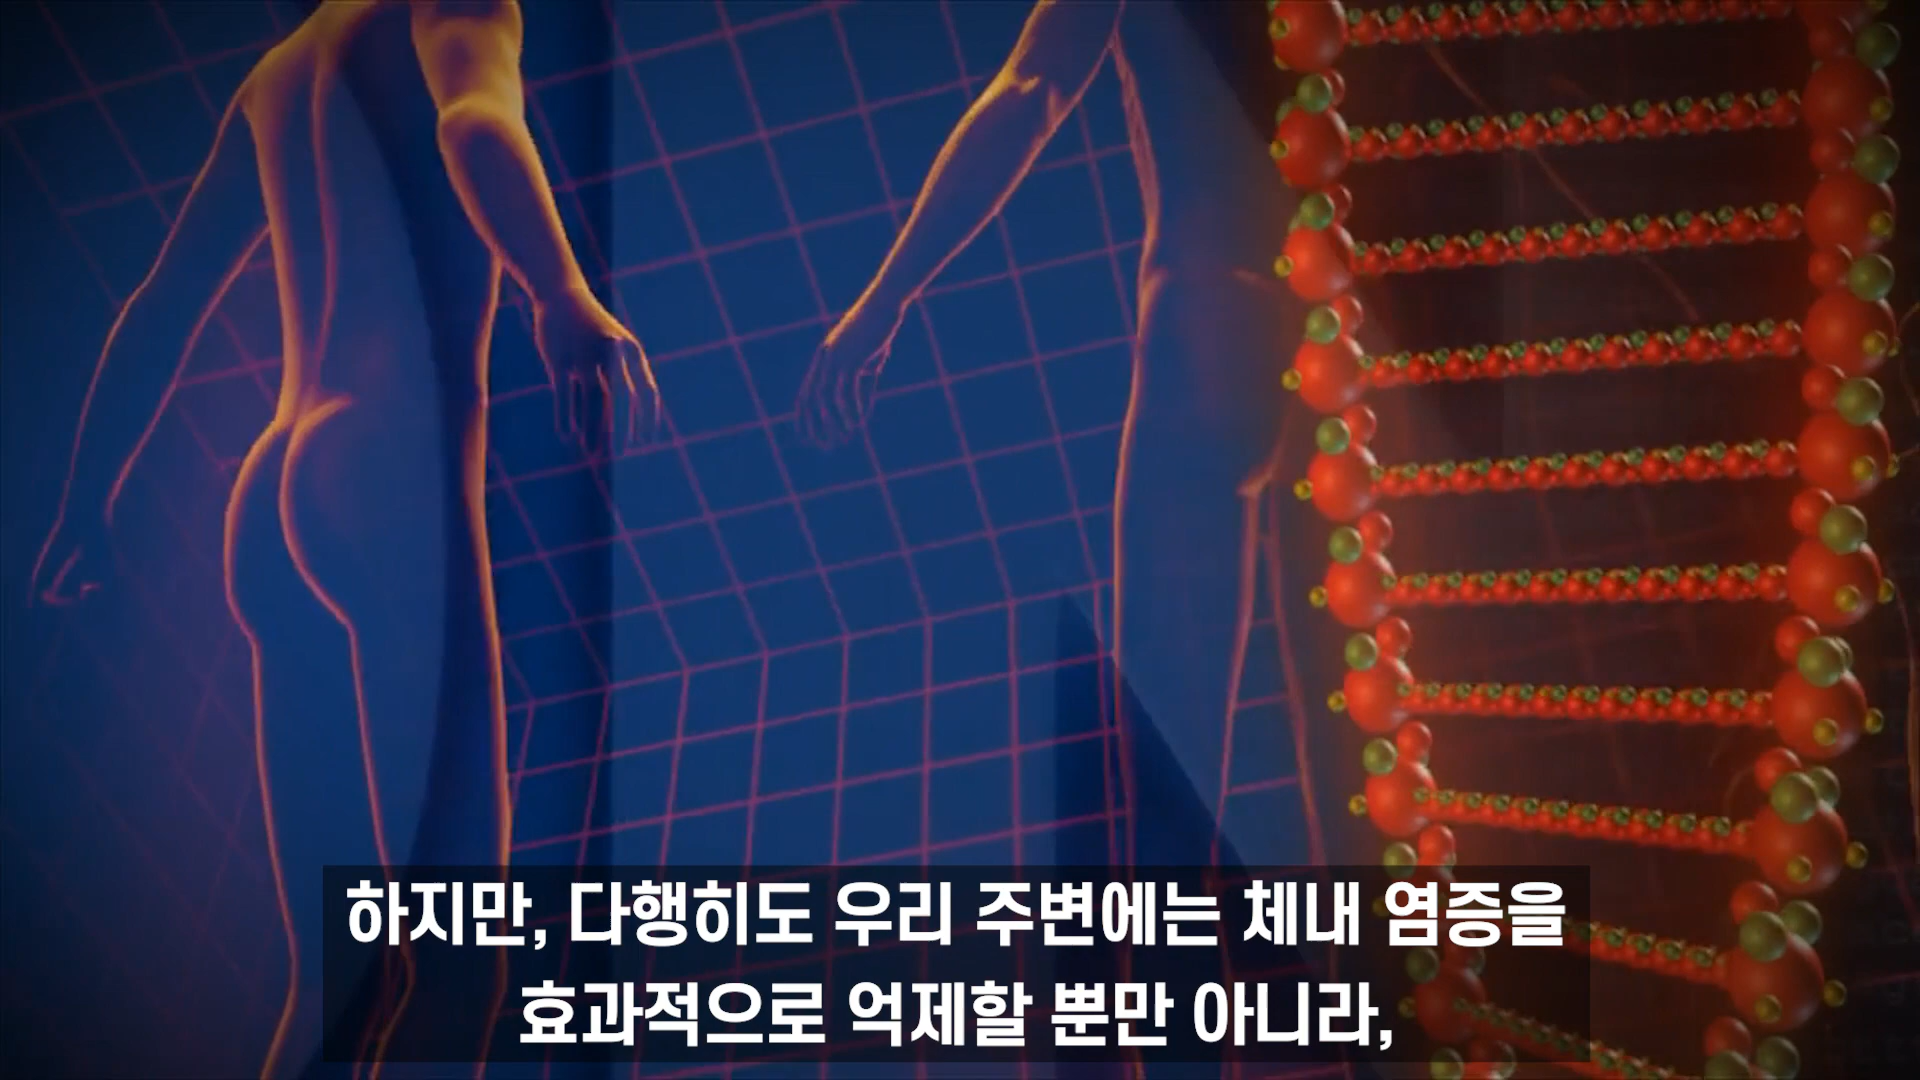 하지만, 다행히도 우리 주변에는 체내 염증을
효과적으로 억제할 뿐만 아니라,